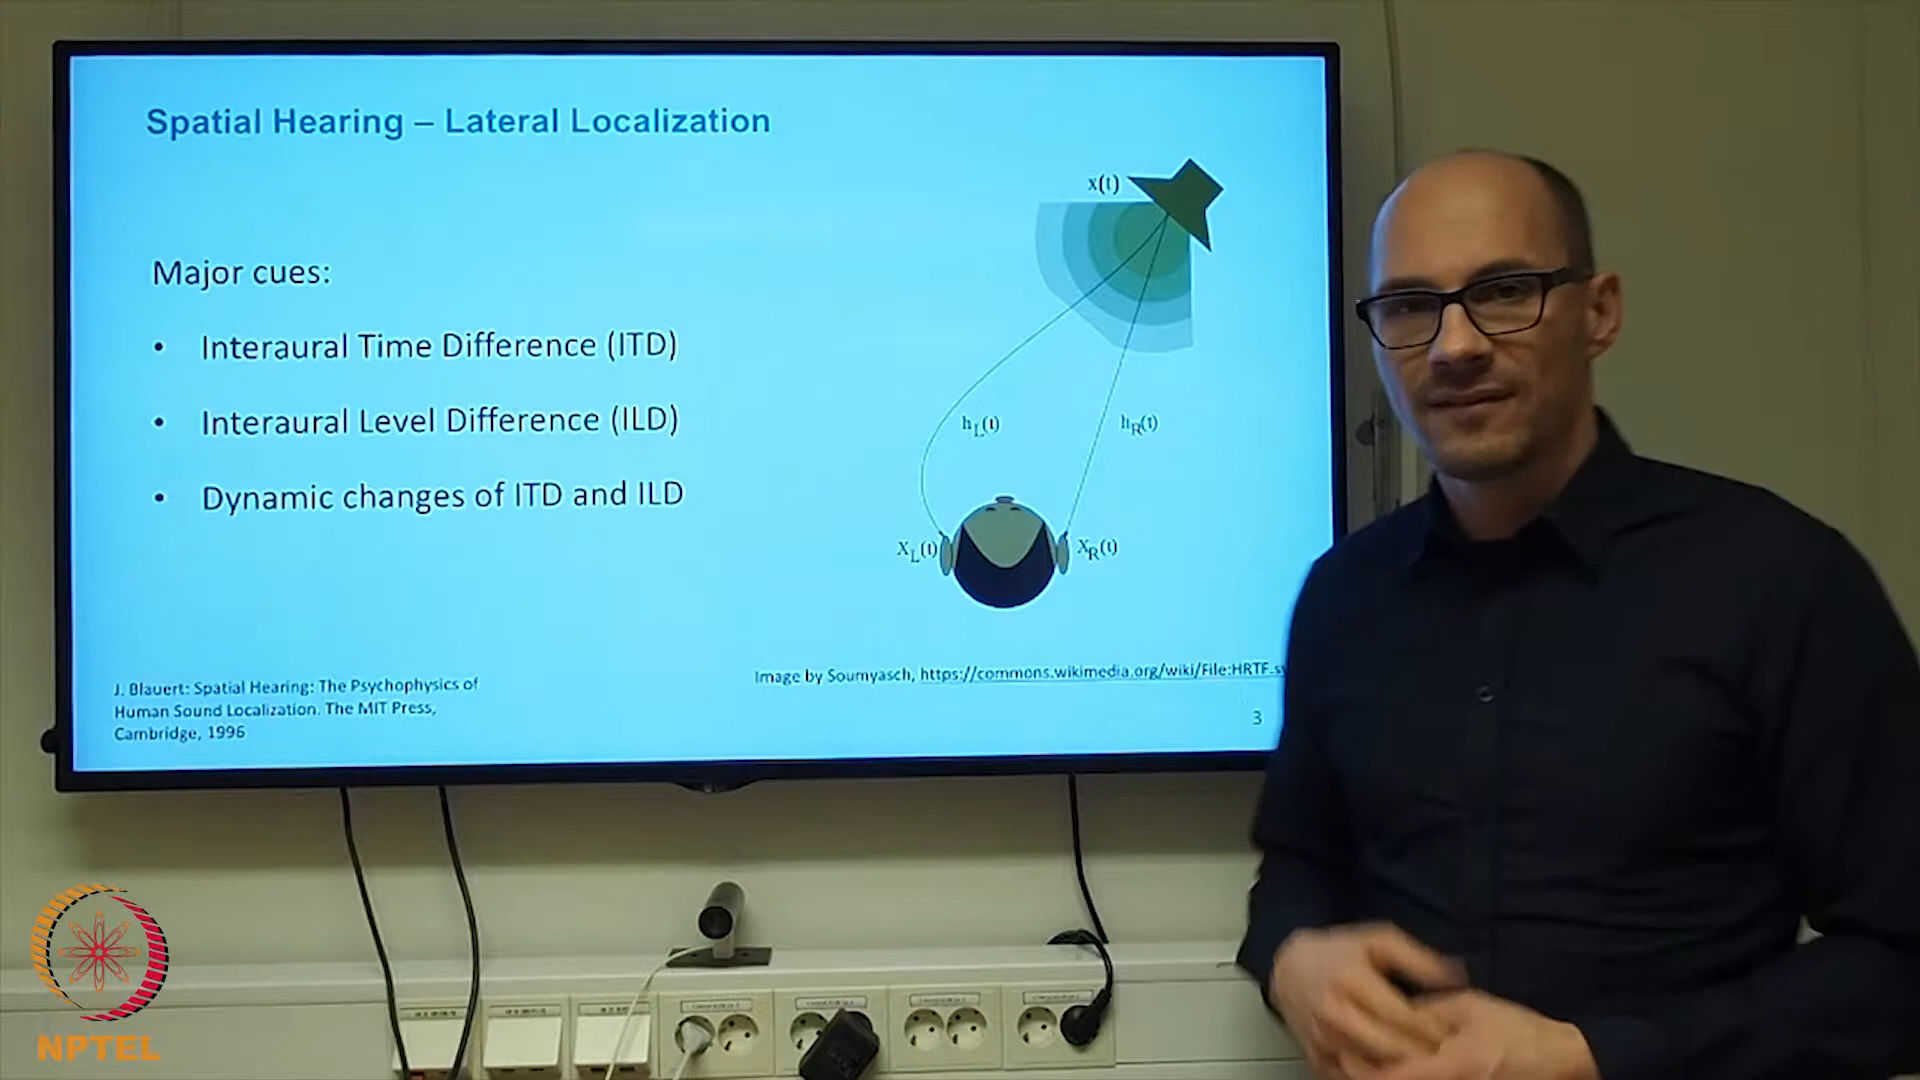 Spatial Hearing – Lateral Localization
x(t)
Major cues:
• Interaural Time Difference (ITD)
• Interaural Level Difference (ILD)
• Dynamic changes of ITD and ILD
hL(t)
hR(t)
XL(t)
XR(t)
J. Blauert: Spatial Hearing: The Psychophysics of
Human Sound Localization. The MIT Press,
Cambridge, 1996
Image by Soumyasch, https://commons.wikimedia.org/wiki/File:HRTF.sv
3
NPTEL